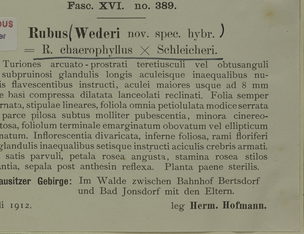 Fasc. XVI. no. 389.
Rubus (Wederi nov. spec. hybr.)
= R. chaerophyllus × Schleicheri.
Turiones arcuato-prostrati teretiusculi vel obtusanguli
subpruinosi glandulis longis aculeisque inaequalibus nu-
is flavescentibus instructi, aculei maiores usque ad 8 mm
e basi compressa dilatata lanceolati reclinati. Folia semper
rnata, stipulae lineares, foliola omnia petiolulata modice serrata
parce pilosa subtus molliter pubescentia, minora cinereo-
tosa, foliolum terminale emarginatum obovatum vel ellipticum
natum. Inflorescentia divaricata, inferne foliosa, rami floriferi
glandulis inaequalibus setisque instructi aciculis crebris armati.
satis parvuli, petala rosea angusta, stamina rosea stilos
antia, sepala post anthesin reflexa. Planta paene sterilis.
ausitzer Gebirge: Im Walde zwischen Bahnhof Bertsdorf
und Bad Jonsdorf mit den Eltern.
li 1912. leg Herm. Hofmann.